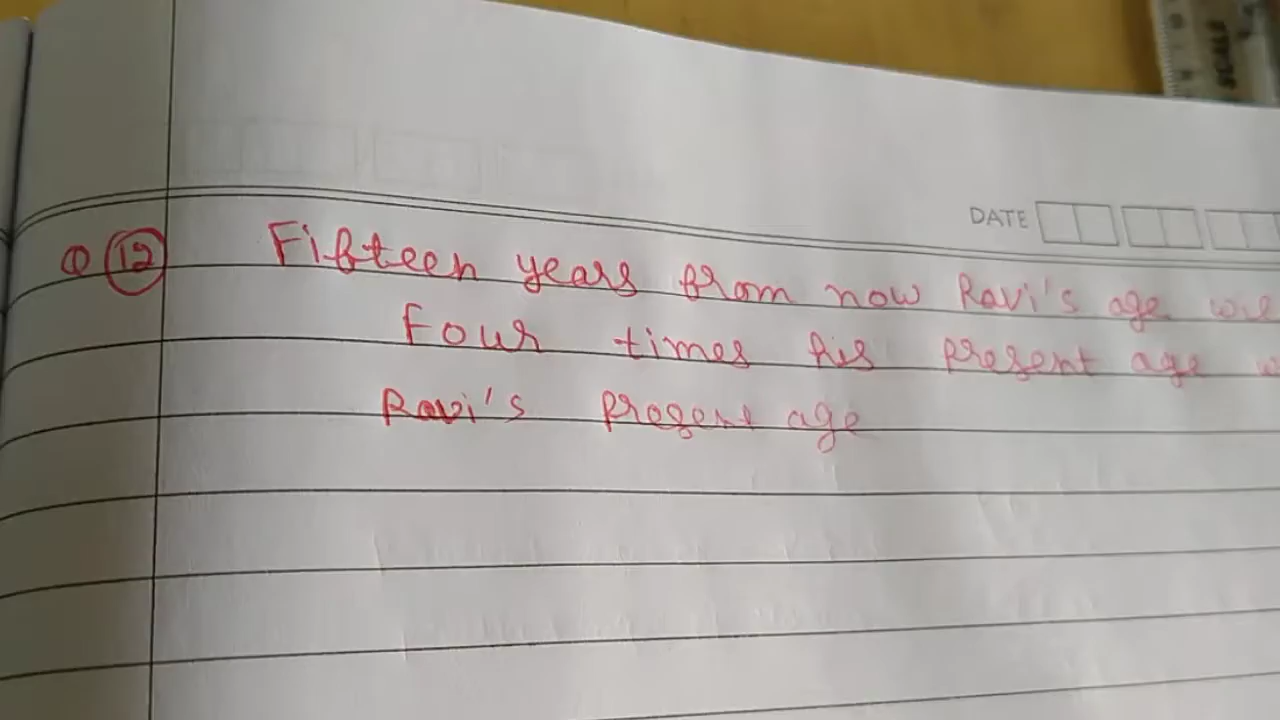 DATE
Q 12 Fifteen years from now Ravi's age
Four times his present age
Ravi's present age